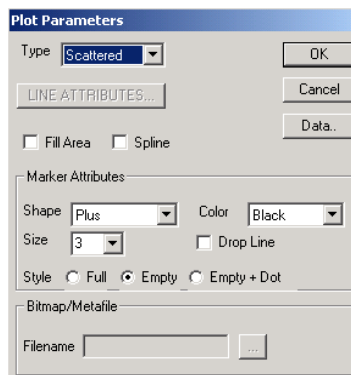 Plot Parameters
Type Scattered OK
LINE ATTRIBUTES... Cancel
Data..
Fill Area Spline
Marker Attributes
Shape Plus Color Black
Size 3 Drop Line
Style Full Empty Empty + Dot
Bitmap/Metafile
Filename ...